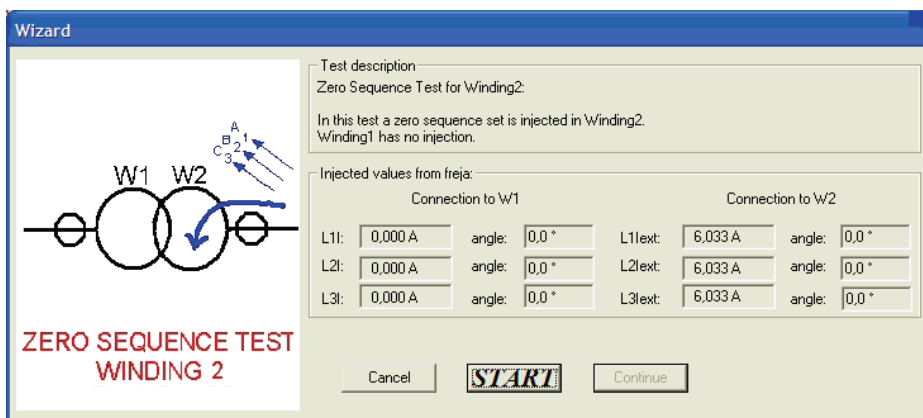 Wizard
A
B 1
C 2
3
W1 W2
ZERO SEQUENCE TEST
WINDING 2
Test description
Zero Sequence Test for Winding2:
In this test a zero sequence set is injected in Winding2.
Winding1 has no injection.
Injected values from freja:
Connection to W1 Connection to W2
L1I: 0,000 A angle: 0,0 ° L1Iext: 6,033 A angle: 0,0 °
L2I: 0,000 A angle: 0,0 ° L2Iext: 6,033 A angle: 0,0 °
L3I: 0,000 A angle: 0,0 ° L3Iext: 6,033 A angle: 0,0 °
Cancel START Continue